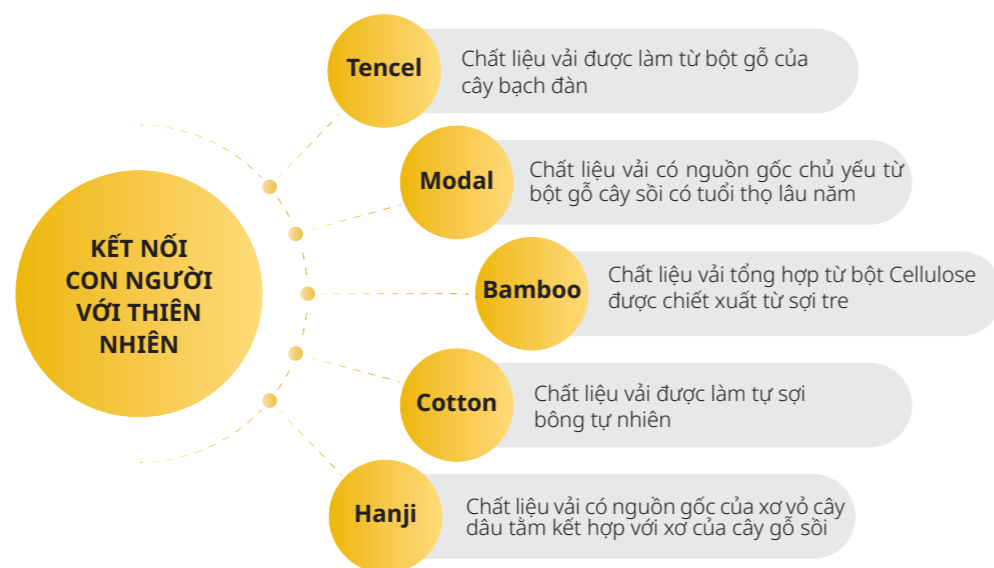 KẾT NỐI
CON NGƯỜI
VỚI THIÊN
NHIÊN
Tencel
Chất liệu vải được làm từ bột gỗ của
cây bạch đàn
Modal
Chất liệu vải có nguồn gốc chủ yếu từ
bột gỗ cây sồi có tuổi thọ lâu năm
Bamboo
Chất liệu vải tổng hợp từ bột Cellulose
được chiết xuất từ sợi tre
Cotton
Chất liệu vải được làm tự sợi
bông tự nhiên
Hanji
Chất liệu vải có nguồn gốc của xơ vỏ cây
dâu tằm kết hợp với xơ của cây gỗ sồi